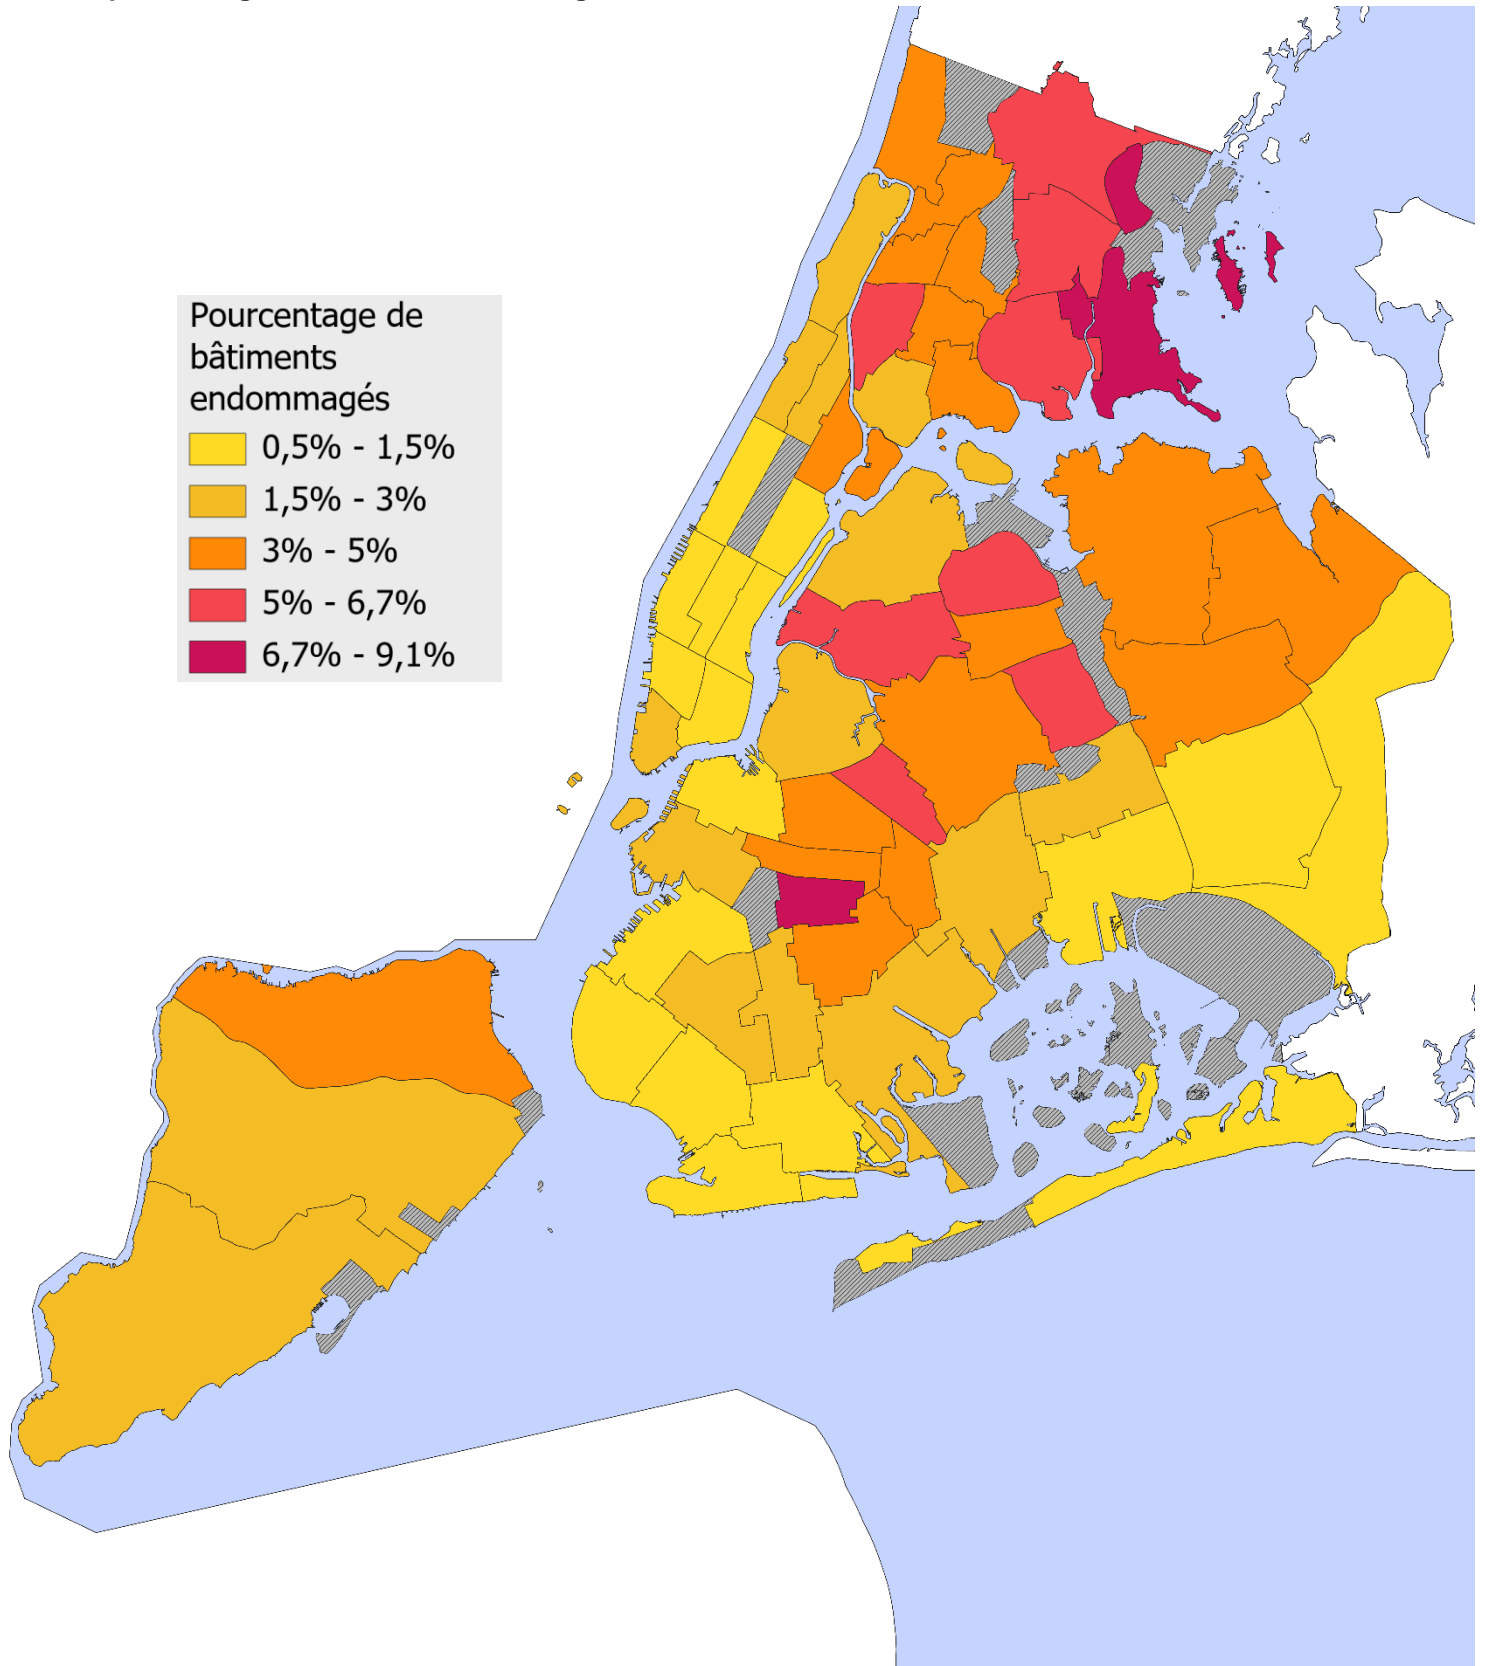 Pourcentage de
bâtiments
endommagés
0,5% - 1,5%
1,5% - 3%
3% - 5%
5% - 6,7%
6,7% - 9,1%